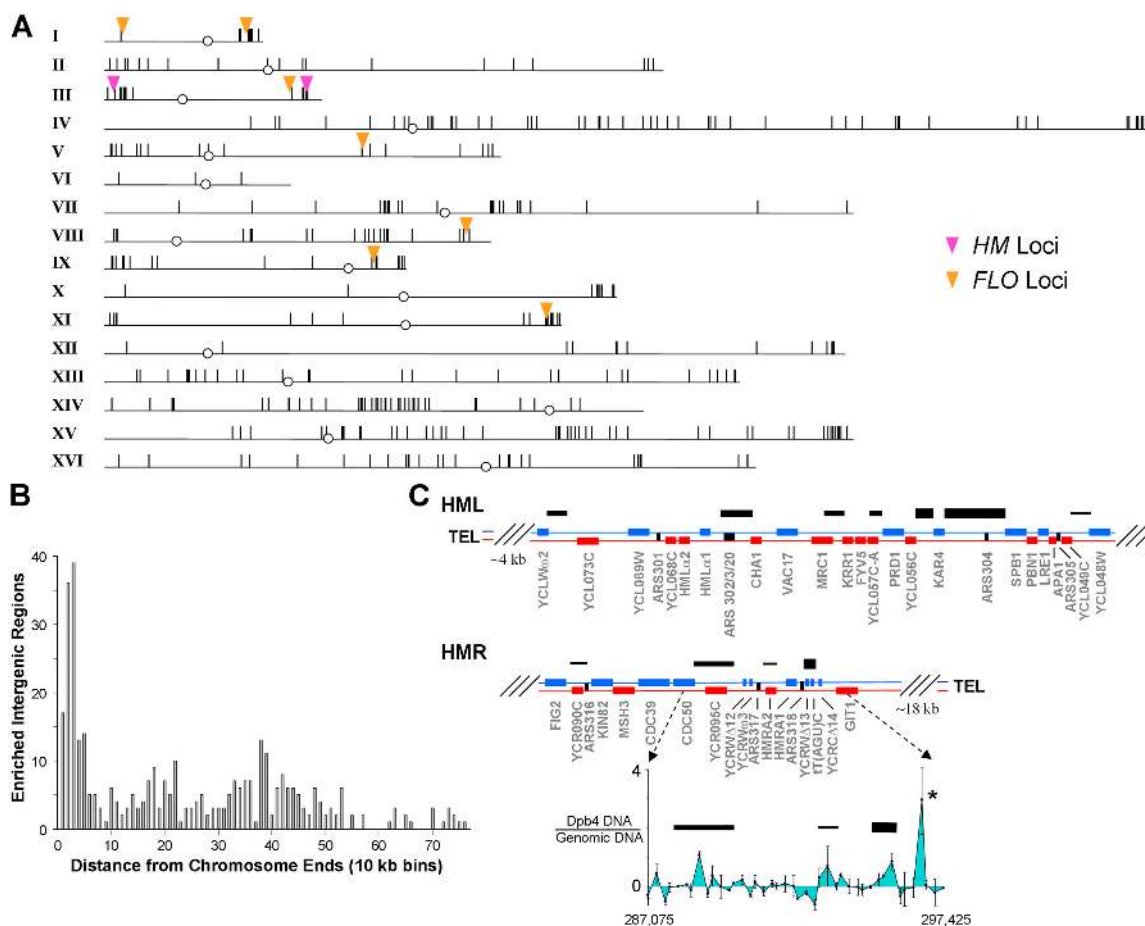 A
I
II
III
IV
V
VI
VII
VIII
IX
X
XI
XII
XIII
XIV
XV
XVI
HM Loci
FLO Loci
B
Enriched Intergenic Regions
40
30
20
10
0
0 10 20 30 40 50 60 70
Distance from Chromosome Ends (10 kb bins)
C
HML
TEL
~4 kb
YCLWω2
YCL073C
YCL069W
ARS301
YCL068C
HMLα2
HMLα1
ARS 302/3/20
CHA1
VAC17
MRC1
KRR1
FYV5
YCL057C-A
PRD1
YCL056C
KAR4
ARS304
SPB1
PBN1
LRE1
APA1
ARS305
YCL049C
YCL048W
HMR
TEL
~18 kb
FIG2
YCR090C
ARS316
KIN82
MSH3
CDC39
CDC50
YCR095C
YCRWΔ12
YCRWω3
ARS317
HMRA2
HMRA1
ARS318
YCRWΔ13
tT(AGU)C
YCRCΔ14
GIT1
4
*
Dpb4 DNA
Genomic DNA
0
287,075 297,425